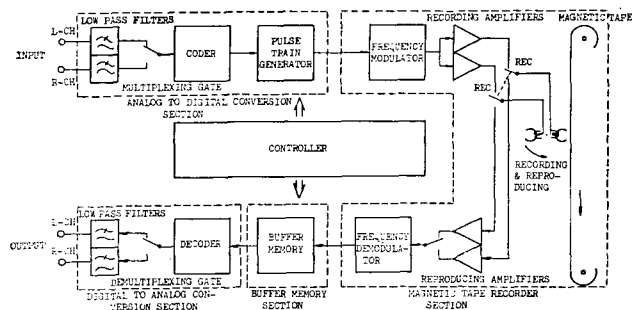 LOW PASS FILTERS
RECORDING AMPLIFIERS
MAGNETIC TAPE
L-CH
INPUT
R-CH
CODER
PULSE
TRAIN
GENERATOR
FREQUENCY
MODULATOR
REC
REC
MULTIPLEXING GATE
ANALOG TO DIGITAL CONVERSION
SECTION
CONTROLLER
RECORDING
& REPRO-
DUCING
LOW PASS FILTERS
L-CH
OUTPUT
R-CH
DECODER
BUFFER
MEMORY
FREQUENCY
DEMODULA-
TOR
DEMULTIPLEXING GATE
REPRODUCING AMPLIFIERS
DIGITAL TO ANALOG CON-
VERSION SECTION
BUFFER MEMORY
SECTION
MAGNETIC TAPE RECORDER
SECTION